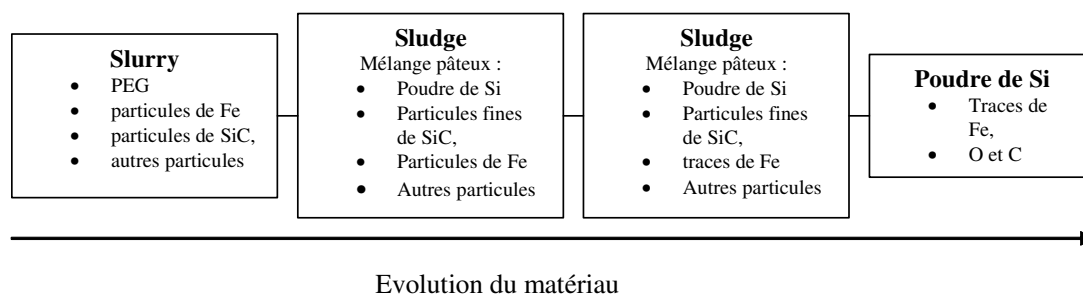 Slurry
• PEG
• particules de Fe
• particules de SiC,
• autres particules
Sludge
Mélange pâteux :
• Poudre de Si
• Particules fines
de SiC,
• Particules de Fe
• Autres particules
Sludge
Mélange pâteux :
• Poudre de Si
• Particules fines
de SiC,
• traces de Fe
• Autres particules
Poudre de Si
• Traces de
Fe,
• O et C
Evolution du matériau